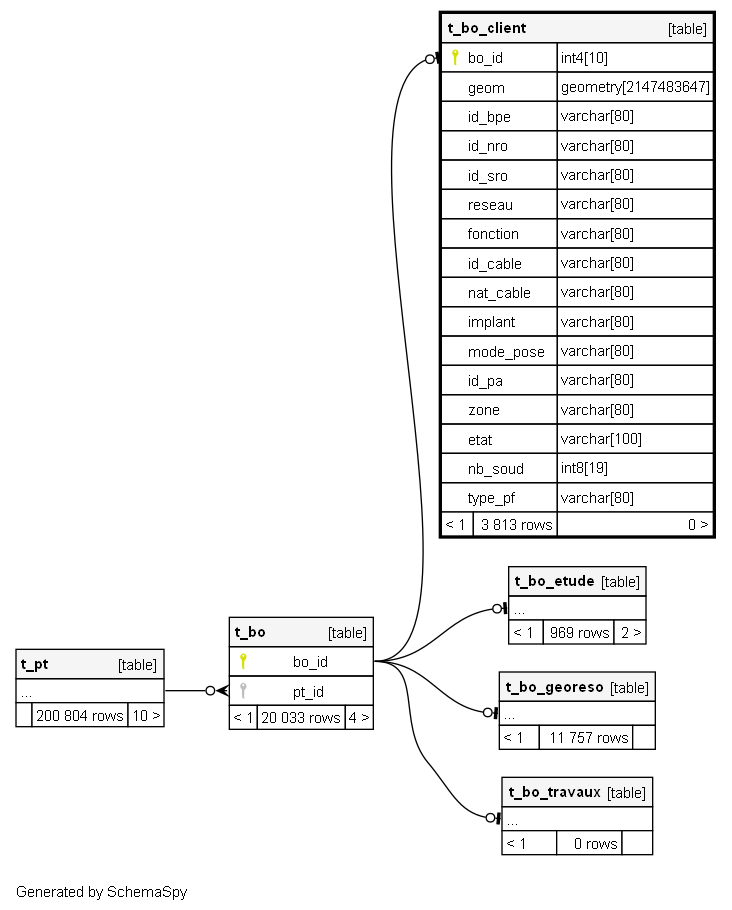 t_bo_client [table]
bo_id int4[10]
geom geometry[2147483647]
id_bpe varchar[80]
id_nro varchar[80]
id_sro varchar[80]
reseau varchar[80]
fonction varchar[80]
id_cable varchar[80]
nat_cable varchar[80]
implant varchar[80]
mode_pose varchar[80]
id_pa varchar[80]
zone varchar[80]
etat varchar[100]
nb_soud int8[19]
type_pf varchar[80]
< 1 3 813 rows 0 >
t_bo_etude [table]
...
< 1 969 rows 2 >
t_bo [table]
bo_id
pt_id
< 1 20 033 rows 4 >
t_pt [table]
...
200 804 rows 10 >
t_bo_georeso [table]
...
< 1 11 757 rows
t_bo_travaux [table]
...
< 1 0 rows
Generated by SchemaSpy